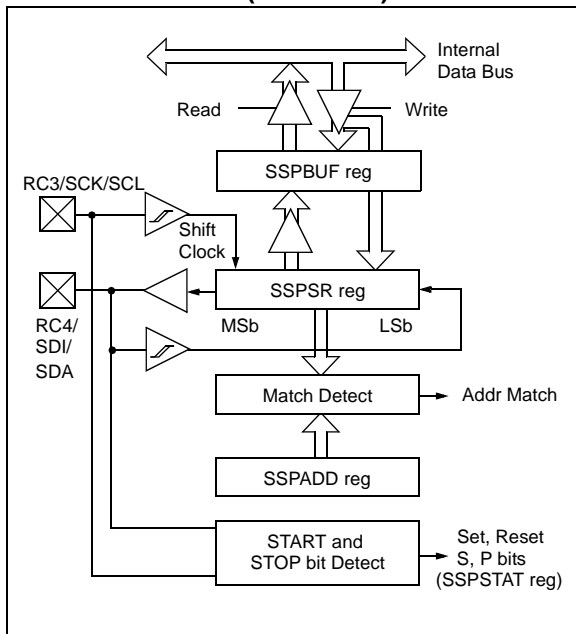 Internal
Data Bus
Read
Write
SSPBUF reg
RC3/SCK/SCL
Shift
Clock
SSPSR reg
MSb
LSb
RC4/
SDI/
SDA
Match Detect
Addr Match
SSPADD reg
START and
STOP bit Detect
Set, Reset
S, P bits
(SSPSTAT reg)